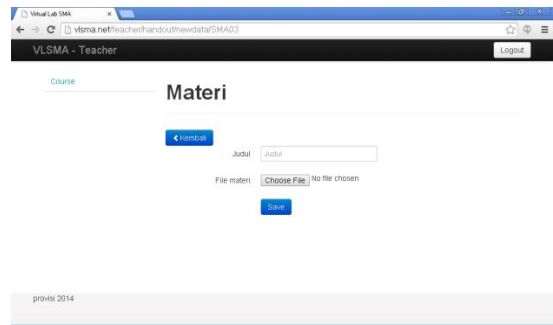 Virtual Lab SMA
vlsma.net/teacher/handout/newdata/SMA03
VLSMA - Teacher
Logout
Course
Materi
Kembali
Judul Judul
File materi Choose File No file chosen
Save
provisi 2014